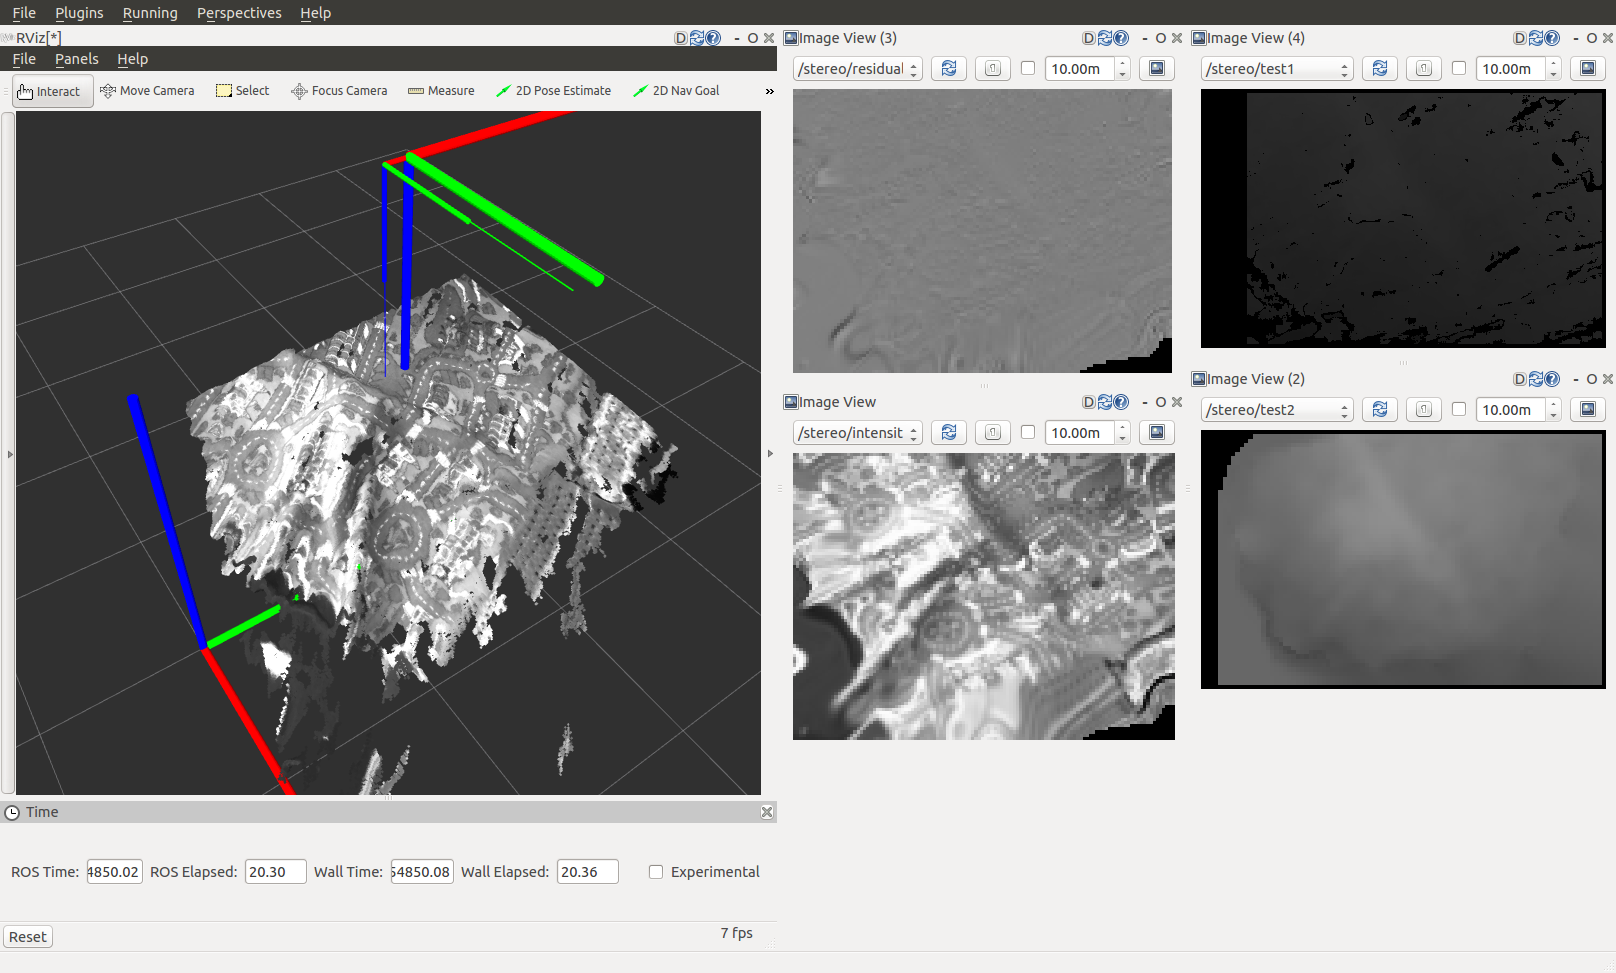 File Plugins Running Perspectives Help
RViz[*]
D - O
File Panels Help
Interact Move Camera Select Focus Camera Measure 2D Pose Estimate 2D Nav Goal »
Time
ROS Time: 4850.02 ROS Elapsed: 20.30 Wall Time: 54850.08 Wall Elapsed: 20.36 Experimental
Reset
7 fps
Image View (3)
D - O
/stereo/residual 10.00m
Image View
D - O
/stereo/intensit 10.00m
Image View (4)
D - O
/stereo/test1 10.00m
Image View (2)
D - O
/stereo/test2 10.00m